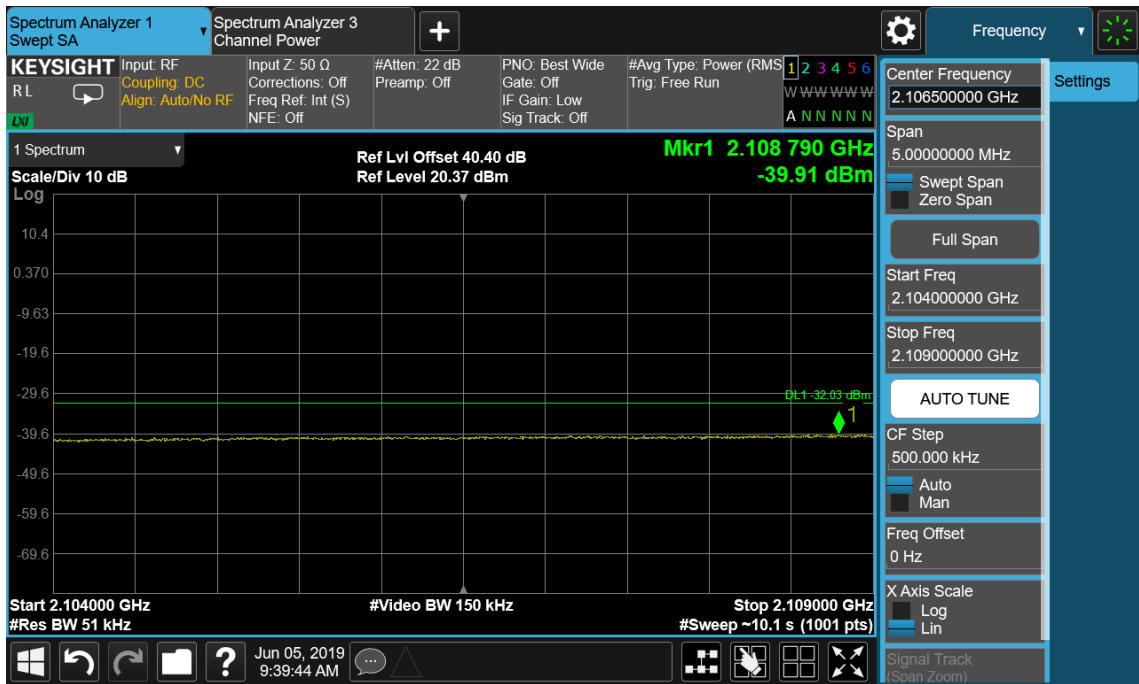 Spectrum Analyzer 1
Swept SA
Spectrum Analyzer 3
Channel Power
Frequency
KEYSIGHT
R L
LXI
Input: RF
Coupling: DC
Align: Auto/No RF
Input Z: 50 Ω
Corrections: Off
Freq Ref: Int (S)
NFE: Off
#Atten: 22 dB
Preamp: Off
PNO: Best Wide
Gate: Off
IF Gain: Low
Sig Track: Off
#Avg Type: Power (RMS
Trig: Free Run
1 2 3 4 5 6
W W W W W W
A N N N N N
1 Spectrum
Scale/Div 10 dB
Ref Lvl Offset 40.40 dB
Ref Level 20.37 dBm
Mkr1 2.108 790 GHz
-39.91 dBm
Log
10.4
0.370
-9.63
-19.6
-29.6
-39.6
-49.6
-59.6
-69.6
DL1 -32.03 dBm
1
Start 2.104000 GHz
#Res BW 51 kHz
#Video BW 150 kHz
Stop 2.109000 GHz
#Sweep ~10.1 s (1001 pts)
Center Frequency
2.106500000 GHz
Span
5.00000000 MHz
Swept Span
Zero Span
Full Span
Start Freq
2.104000000 GHz
Stop Freq
2.109000000 GHz
AUTO TUNE
CF Step
500.000 kHz
Auto
Man
Freq Offset
0 Hz
X Axis Scale
Log
Lin
Signal Track
(Span Zoom)
Settings
?
Jun 05, 2019
9:39:44 AM